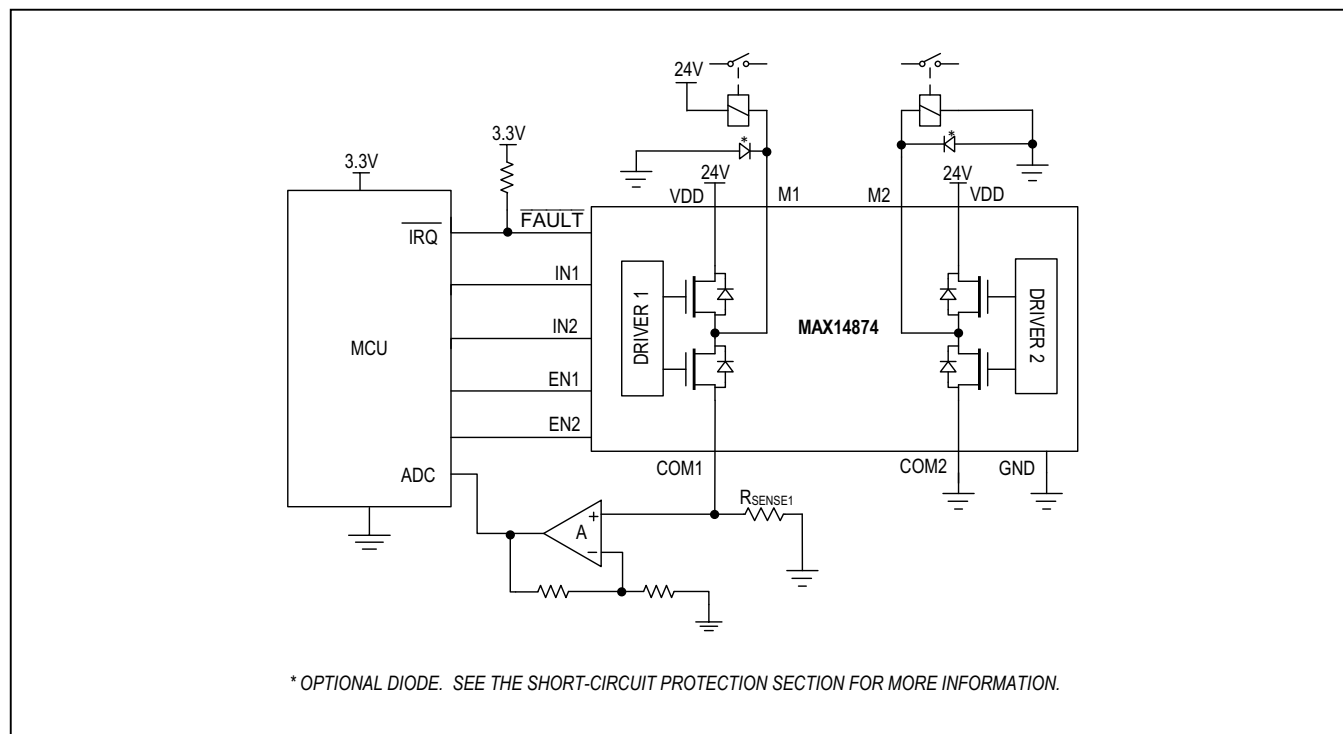 24V
3.3V
*
*
3.3V
24V
24V
VDD
M1
M2
VDD
IRQ
FAULT
IN1
DRIVER 1
DRIVER 2
MAX14874
IN2
MCU
EN1
EN2
COM1
COM2
GND
ADC
RSENSE1
+
A
−
* OPTIONAL DIODE. SEE THE SHORT-CIRCUIT PROTECTION SECTION FOR MORE INFORMATION.